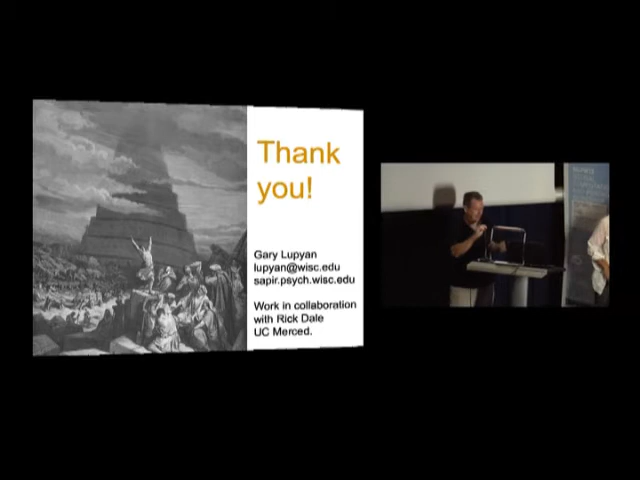 Thank
you!
Gary Lupyan
lupyan@wisc.edu
sapir.psych.wisc.edu
Work in collaboration
with Rick Dale
UC Merced.